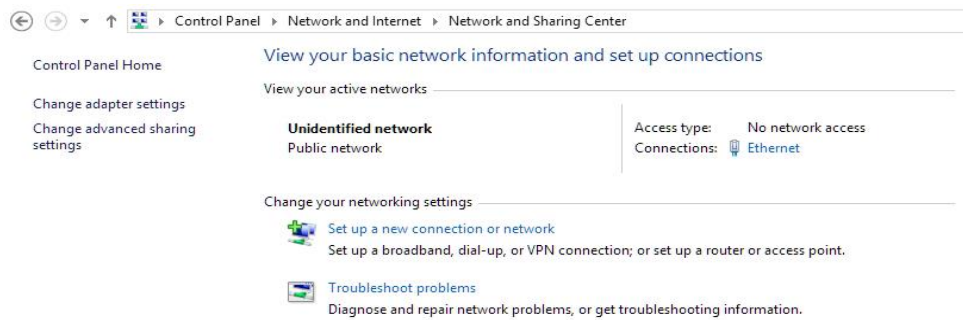 Control Panel ▸ Network and Internet ▸ Network and Sharing Center
Control Panel Home
Change adapter settings
Change advanced sharing
settings
View your basic network information and set up connections
View your active networks
Unidentified network
Public network
Access type: No network access
Connections: Ethernet
Change your networking settings
Set up a new connection or network
Set up a broadband, dial-up, or VPN connection; or set up a router or access point.
Troubleshoot problems
Diagnose and repair network problems, or get troubleshooting information.